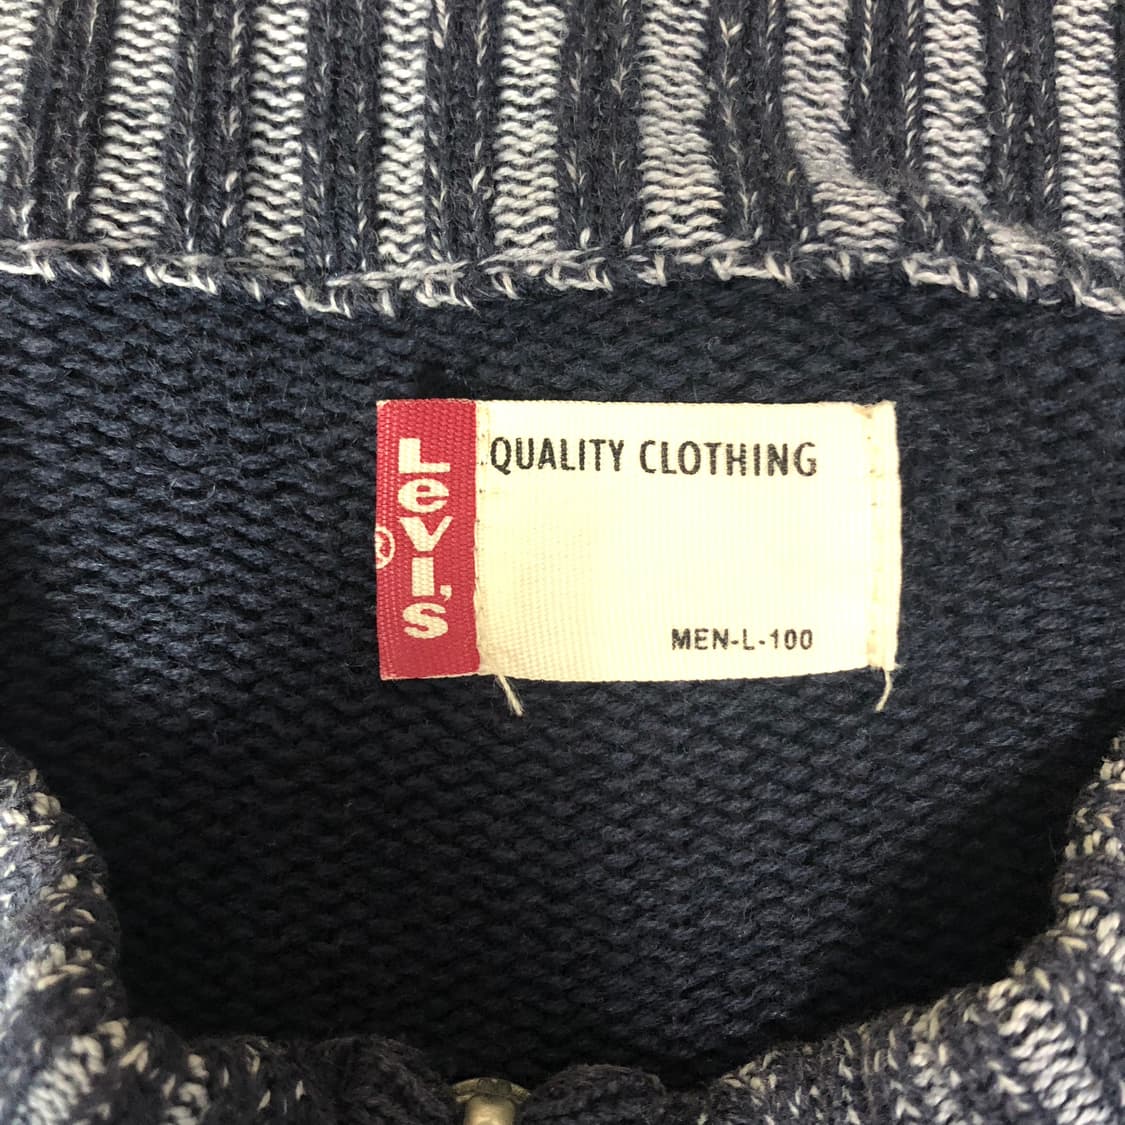 Levi's
®
QUALITY CLOTHING
MEN-L-100